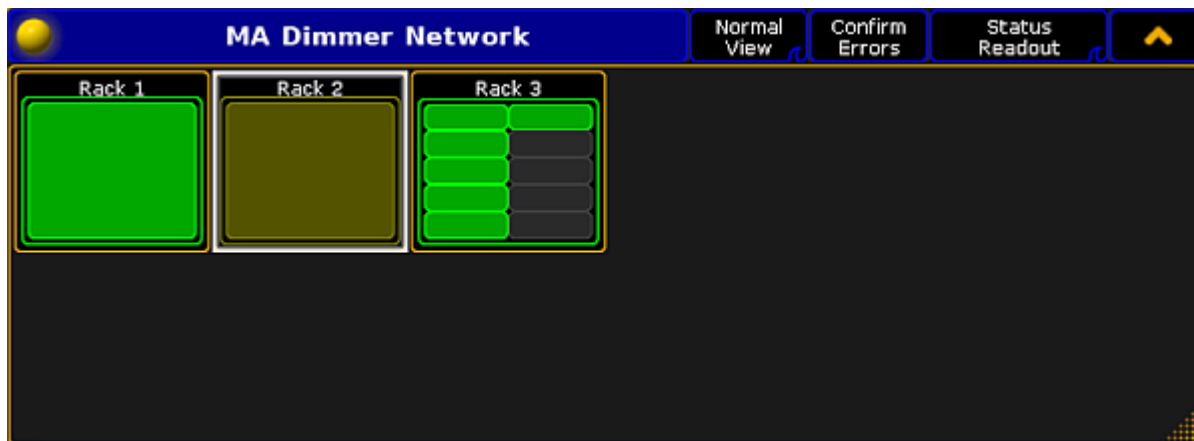 MA Dimmer Network
Normal
View
Confirm
Errors
Status
Readout
Rack 1
Rack 2
Rack 3